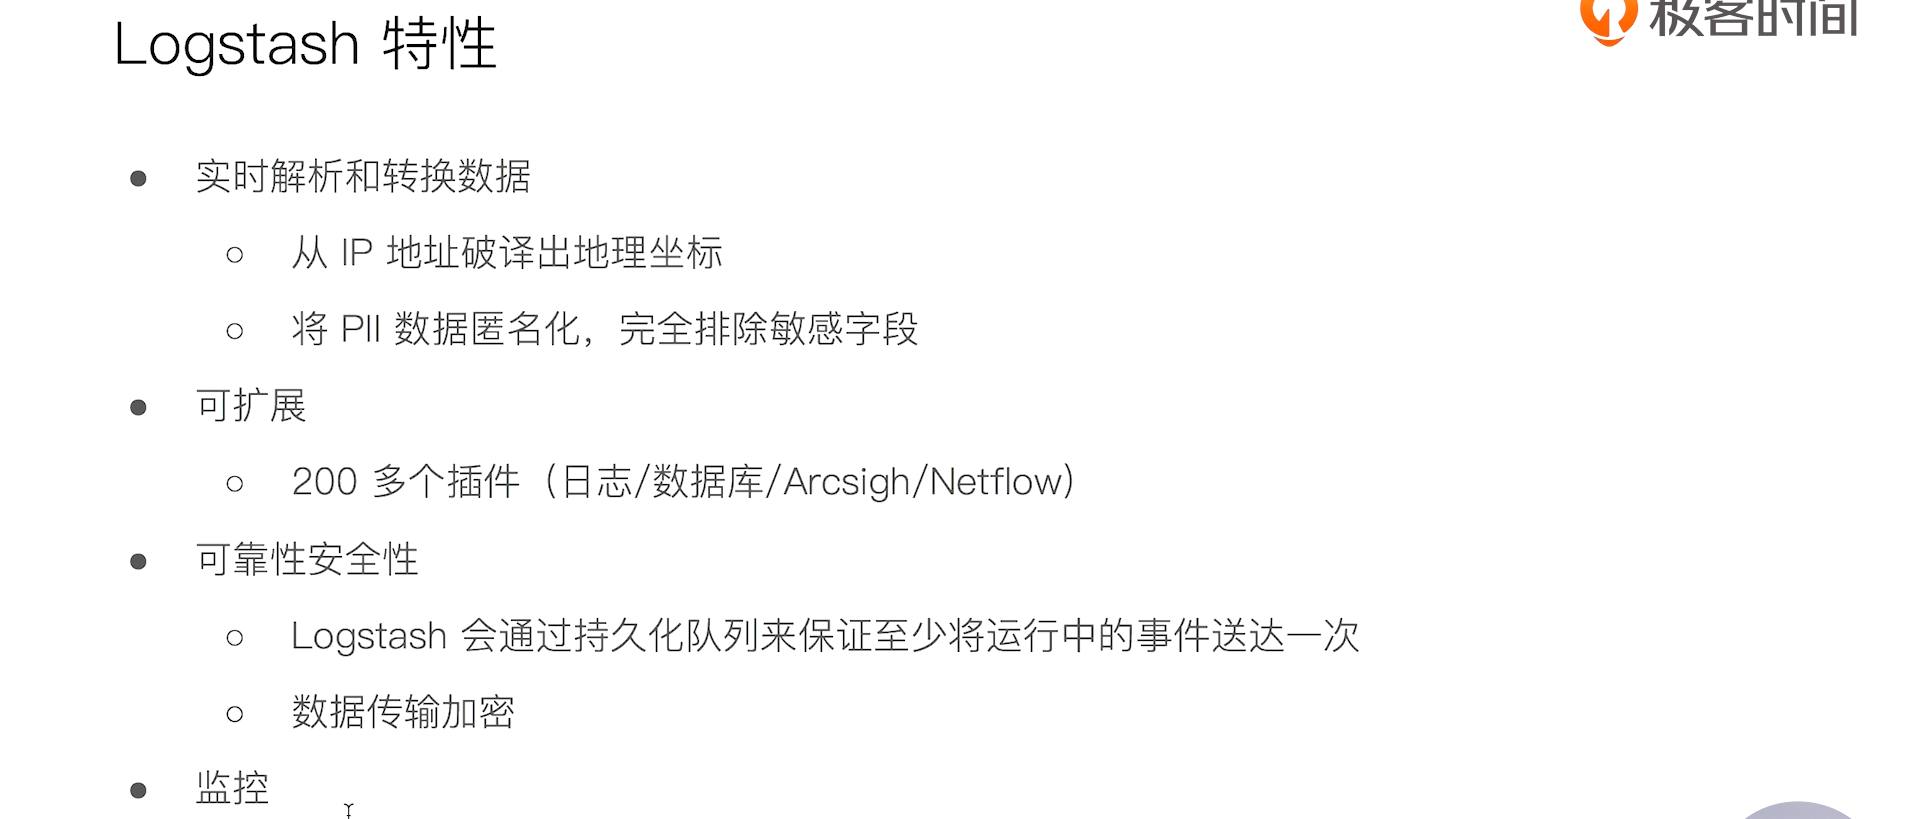 Logstash 特性
极客时间
● 实时解析和转换数据
○ 从 IP 地址破译出地理坐标
○ 将 PII 数据匿名化，完全排除敏感字段
● 可扩展
○ 200 多个插件（日志/数据库/Arcsigh/Netflow）
● 可靠性安全性
○ Logstash 会通过持久化队列来保证至少将运行中的事件送达一次
○ 数据传输加密
● 监控